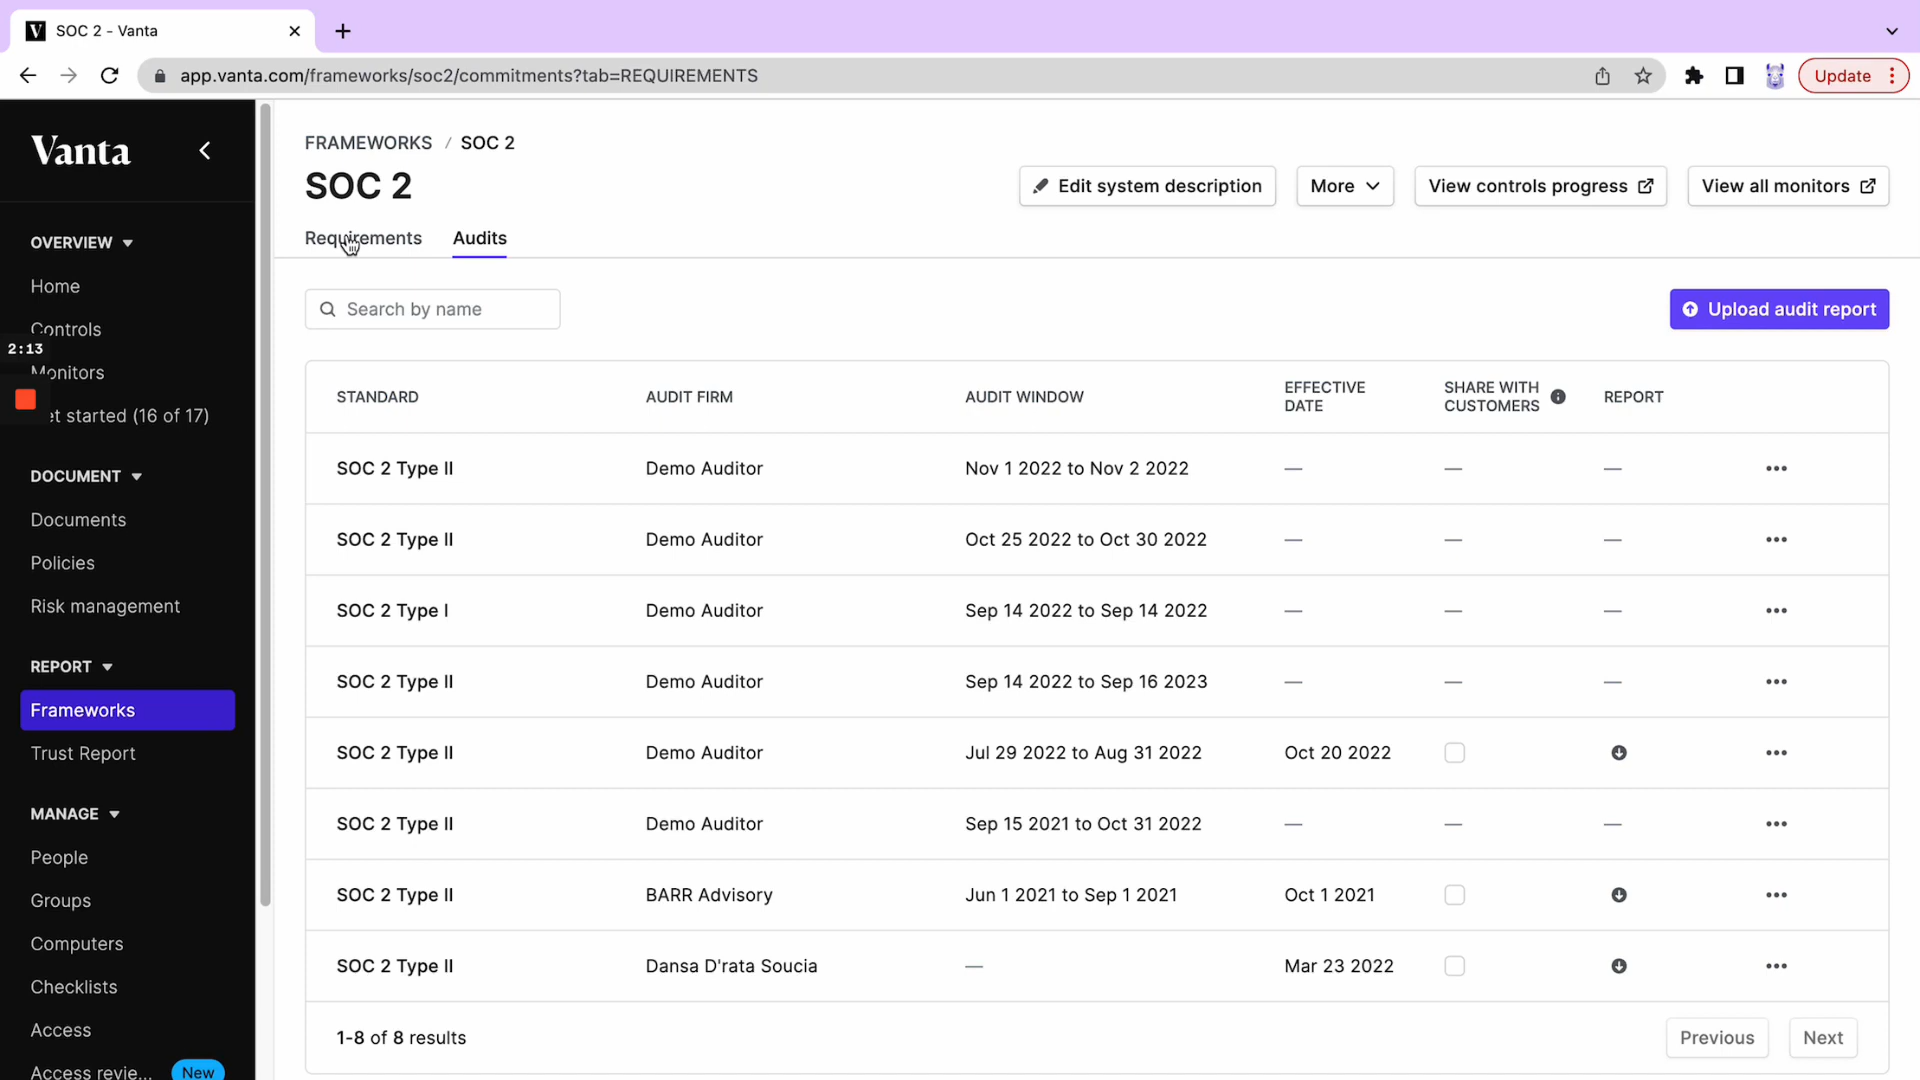 V SOC 2 - Vanta
app.vanta.com/frameworks/soc2/commitments?tab=REQUIREMENTS
Update
Vanta
OVERVIEW
Home
Controls
2:13
Monitors
et started (16 of 17)
DOCUMENT
Documents
Policies
Risk management
REPORT
Frameworks
Trust Report
MANAGE
People
Groups
Computers
Checklists
Access
Access revie... New
FRAMEWORKS / SOC 2
SOC 2
Edit system description More View controls progress View all monitors
Requirements Audits
Search by name
Upload audit report
STANDARD AUDIT FIRM AUDIT WINDOW EFFECTIVE DATE SHARE WITH CUSTOMERS REPORT
SOC 2 Type II Demo Auditor Nov 1 2022 to Nov 2 2022 — — —
SOC 2 Type II Demo Auditor Oct 25 2022 to Oct 30 2022 — — —
SOC 2 Type I Demo Auditor Sep 14 2022 to Sep 14 2022 — — —
SOC 2 Type II Demo Auditor Sep 14 2022 to Sep 16 2023 — — —
SOC 2 Type II Demo Auditor Jul 29 2022 to Aug 31 2022 Oct 20 2022
SOC 2 Type II Demo Auditor Sep 15 2021 to Oct 31 2022 — — —
SOC 2 Type II BARR Advisory Jun 1 2021 to Sep 1 2021 Oct 1 2021
SOC 2 Type II Dansa D'rata Soucia — Mar 23 2022
1-8 of 8 results
Previous Next